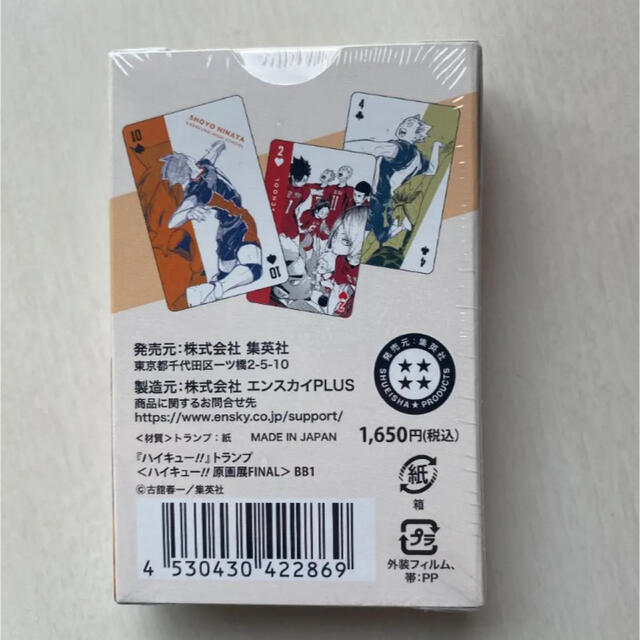 10
SHOYO HINATA
KARASUNO HIGH SCHOOL
10
2
2
4
4
発売元:株式会社 集英社
東京都千代田区一ツ橋2-5-10
製造元:株式会社 エンスカイPLUS
商品に関するお問合せ先
https://www.ensky.co.jp/support/
<材質>トランプ:紙 MADE IN JAPAN
発売元:集英社
SHUEISHA★PRODUCTS
1,650円(税込)
『ハイキュー!!』トランプ
<ハイキュー!! 原画展FINAL> BB1
©古舘春一/集英社
4 530430 422869
紙
箱
プラ
外装フィルム、
帯:PP